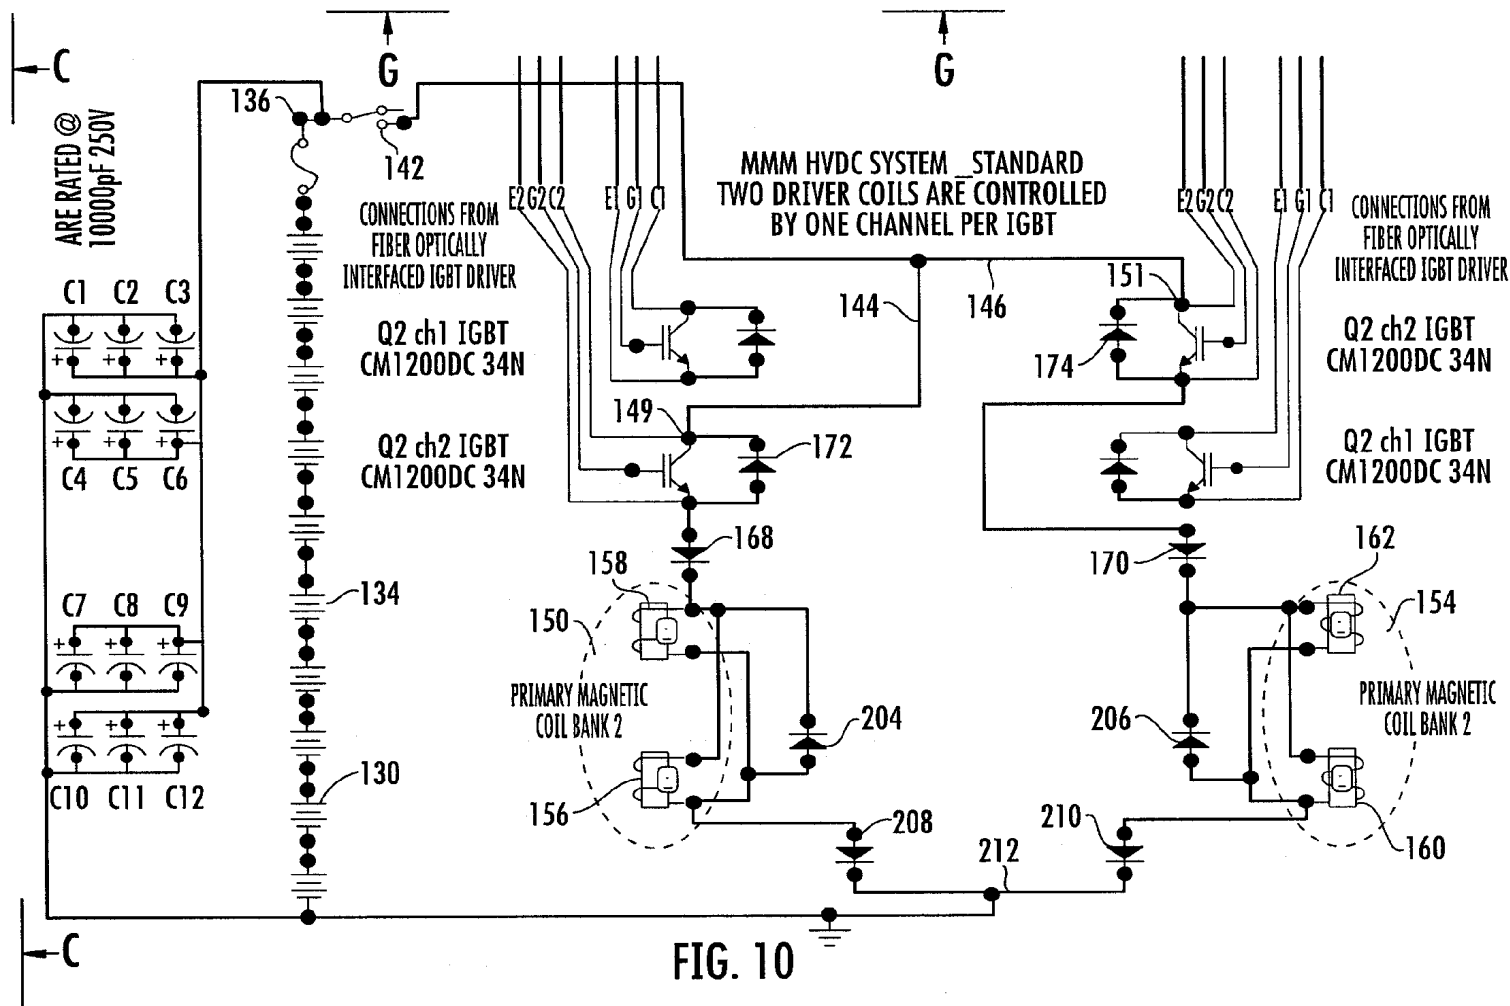 C
G
G
136
142
ARE RATED @
10000pF 250V
E2 G2 C2
E1 G1 C1
MMM HVDC SYSTEM _STANDARD
TWO DRIVER COILS ARE CONTROLLED
BY ONE CHANNEL PER IGBT
E2 G2 C2
E1 G1 C1
CONNECTIONS FROM
FIBER OPTICALLY
INTERFACED IGBT DRIVER
CONNECTIONS FROM
FIBER OPTICALLY
INTERFACED IGBT DRIVER
C1 C2 C3
+ + +
144
146
151
Q2 ch1 IGBT
CM1200DC 34N
174
Q2 ch2 IGBT
CM1200DC 34N
+ + +
C4 C5 C6
149
Q2 ch2 IGBT
CM1200DC 34N
172
Q2 ch1 IGBT
CM1200DC 34N
168
170
158
162
C7 C8 C9
+ + +
134
150
154
PRIMARY MAGNETIC
COIL BANK 2
PRIMARY MAGNETIC
COIL BANK 2
204
206
+ + +
C10 C11 C12
130
156
208
210
160
212
C
FIG. 10